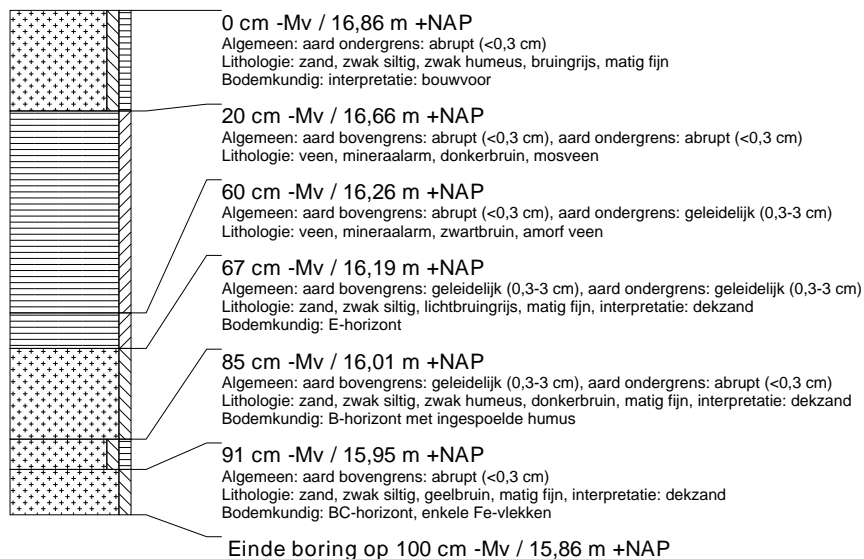 0 cm -Mv / 16,86 m +NAP
Algemeen: aard ondergrens: abrupt (<0,3 cm)
Lithologie: zand, zwak siltig, zwak humeus, bruingrijs, matig fijn
Bodemkundig: interpretatie: bouwvoor
20 cm -Mv / 16,66 m +NAP
Algemeen: aard bovengrens: abrupt (<0,3 cm), aard ondergrens: abrupt (<0,3 cm)
Lithologie: veen, mineraalarm, donkerbruin, mosveen
60 cm -Mv / 16,26 m +NAP
Algemeen: aard bovengrens: abrupt (<0,3 cm), aard ondergrens: geleidelijk (0,3-3 cm)
Lithologie: veen, mineraalarm, zwartbruin, amorf veen
67 cm -Mv / 16,19 m +NAP
Algemeen: aard bovengrens: geleidelijk (0,3-3 cm), aard ondergrens: geleidelijk (0,3-3 cm)
Lithologie: zand, zwak siltig, lichtbruingrijs, matig fijn, interpretatie: dekzand
Bodemkundig: E-horizont
85 cm -Mv / 16,01 m +NAP
Algemeen: aard bovengrens: geleidelijk (0,3-3 cm), aard ondergrens: abrupt (<0,3 cm)
Lithologie: zand, zwak siltig, zwak humeus, donkerbruin, matig fijn, interpretatie: dekzand
Bodemkundig: B-horizont met ingespoelde humus
91 cm -Mv / 15,95 m +NAP
Algemeen: aard bovengrens: abrupt (<0,3 cm)
Lithologie: zand, zwak siltig, geelbruin, matig fijn, interpretatie: dekzand
Bodemkundig: BC-horizont, enkele Fe-vlekken
Einde boring op 100 cm -Mv / 15,86 m +NAP